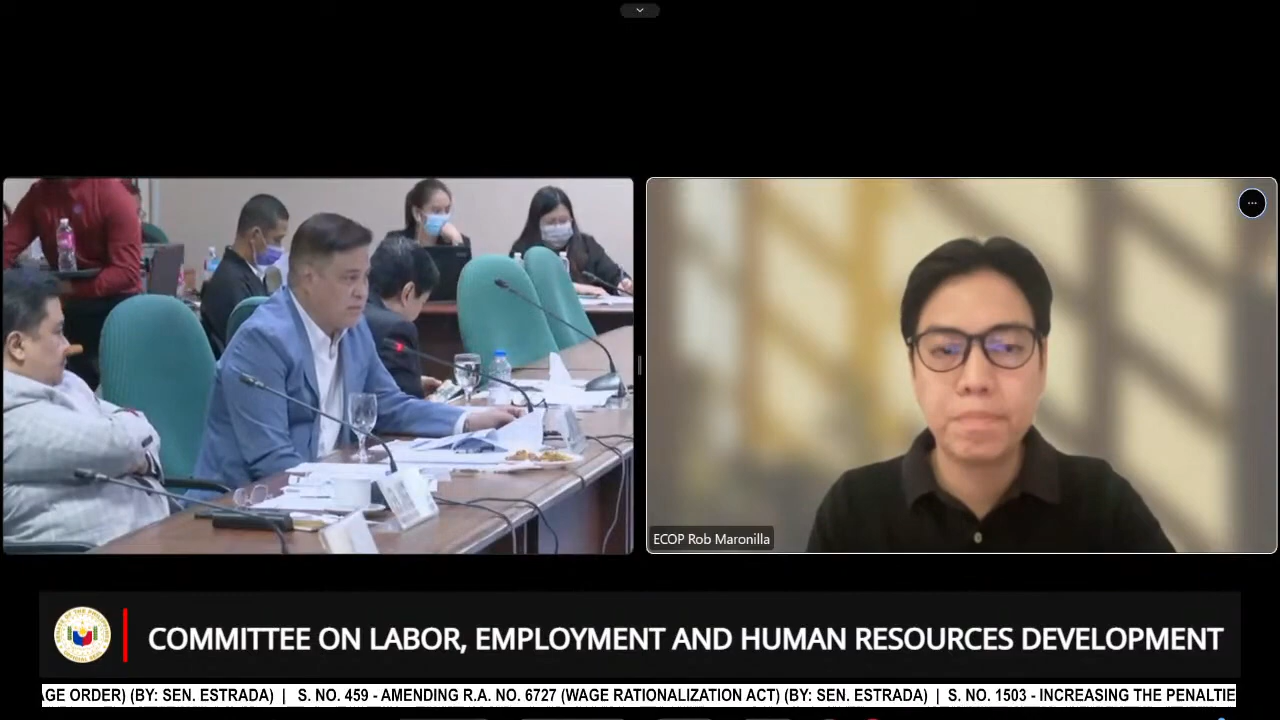 ECOP Rob Maronilla
COMMITTEE ON LABOR, EMPLOYMENT AND HUMAN RESOURCES DEVELOPMENT
AGE ORDER) (BY: SEN. ESTRADA) | S. NO. 459 - AMENDING R.A. NO. 6727 (WAGE RATIONALIZATION ACT) (BY: SEN. ESTRADA) | S. NO. 1503 - INCREASING THE PENALTIE